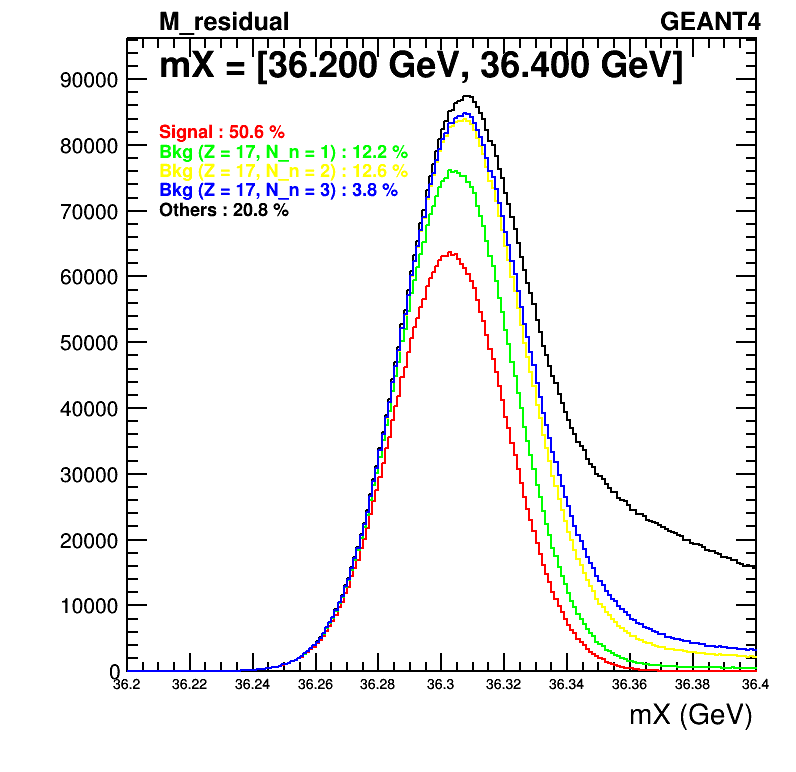 M_residual GEANT4
mX = [36.200 GeV, 36.400 GeV]
Signal : 50.6 %
Bkg (Z = 17, N_n = 1) : 12.2 %
Bkg (Z = 17, N_n = 2) : 12.6 %
Bkg (Z = 17, N_n = 3) : 3.8 %
Others : 20.8 %
90000
80000
70000
60000
50000
40000
30000
20000
10000
0
36.2 36.22 36.24 36.26 36.28 36.3 36.32 36.34 36.36 36.38 36.4
mX (GeV)